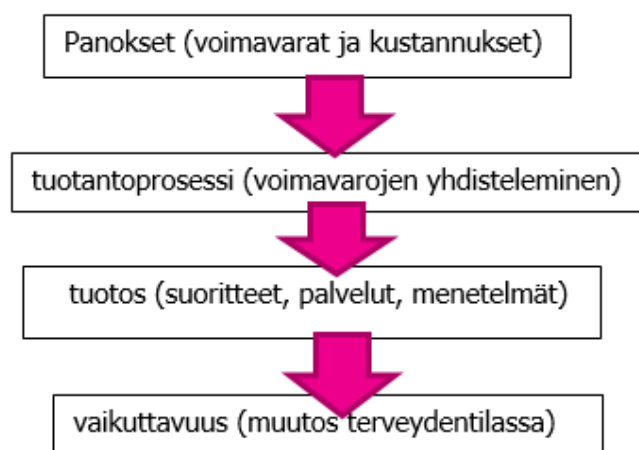 Panokset (voimavarat ja kustannukset)
tuotantoprosessi (voimavarojen yhdisteleminen)
tuotos (suoritteet, palvelut, menetelmät)
vaikuttavuus (muutos terveydentilassa)